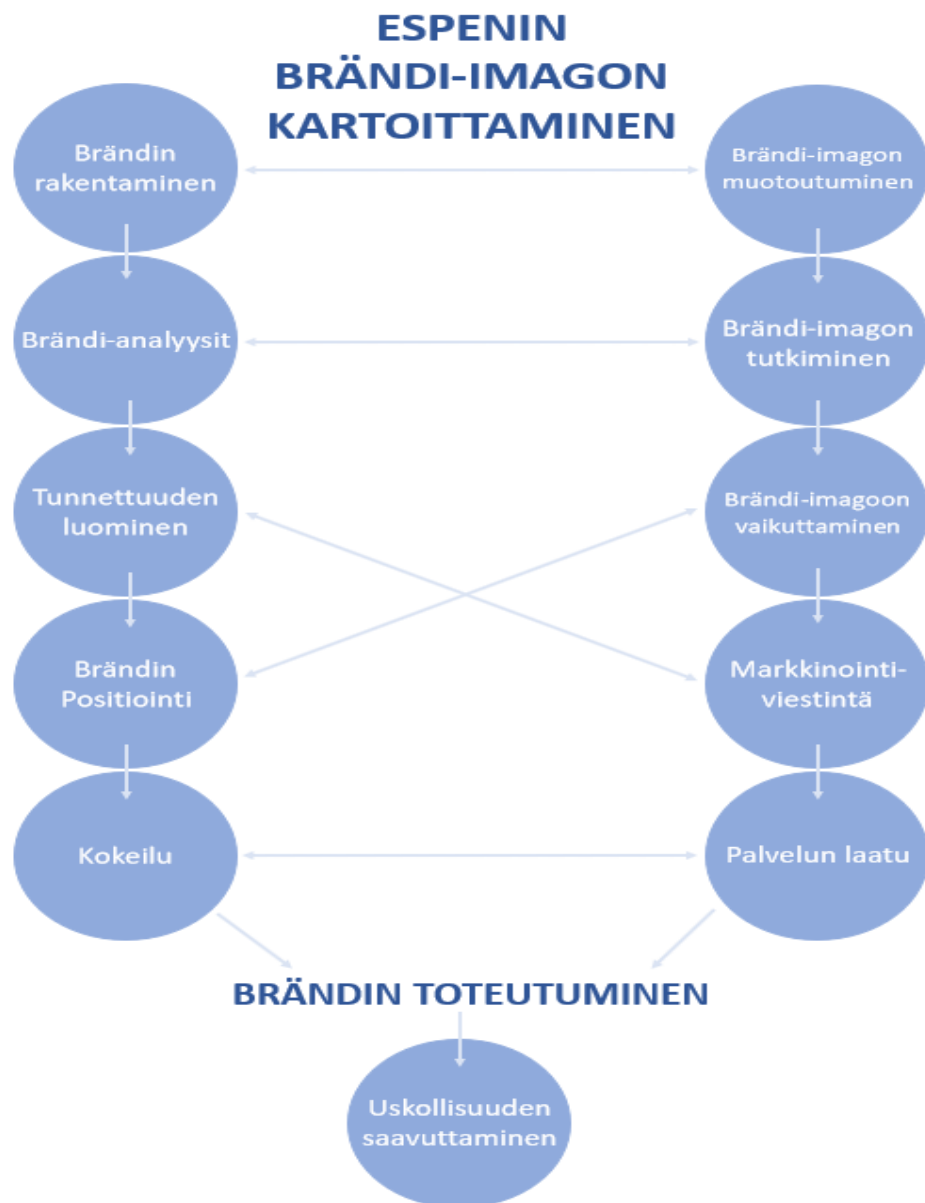 ESPENIN
BRÄNDI-IMAGON
KARTOITTAMINEN
Brändin
rakentaminen
Brändi-imagon
muotoutuminen
Brändi-analyysit
Brändi-imagon
tutkiminen
Tunnettuuden
luominen
Brändi-imagoon
vaikuttaminen
Brändin
Positiointi
Markkinointi-
viestintä
Kokeilu
Palvelun laatu
BRÄNDIN TOTEUTUMINEN
Uskollisuuden
saavuttaminen